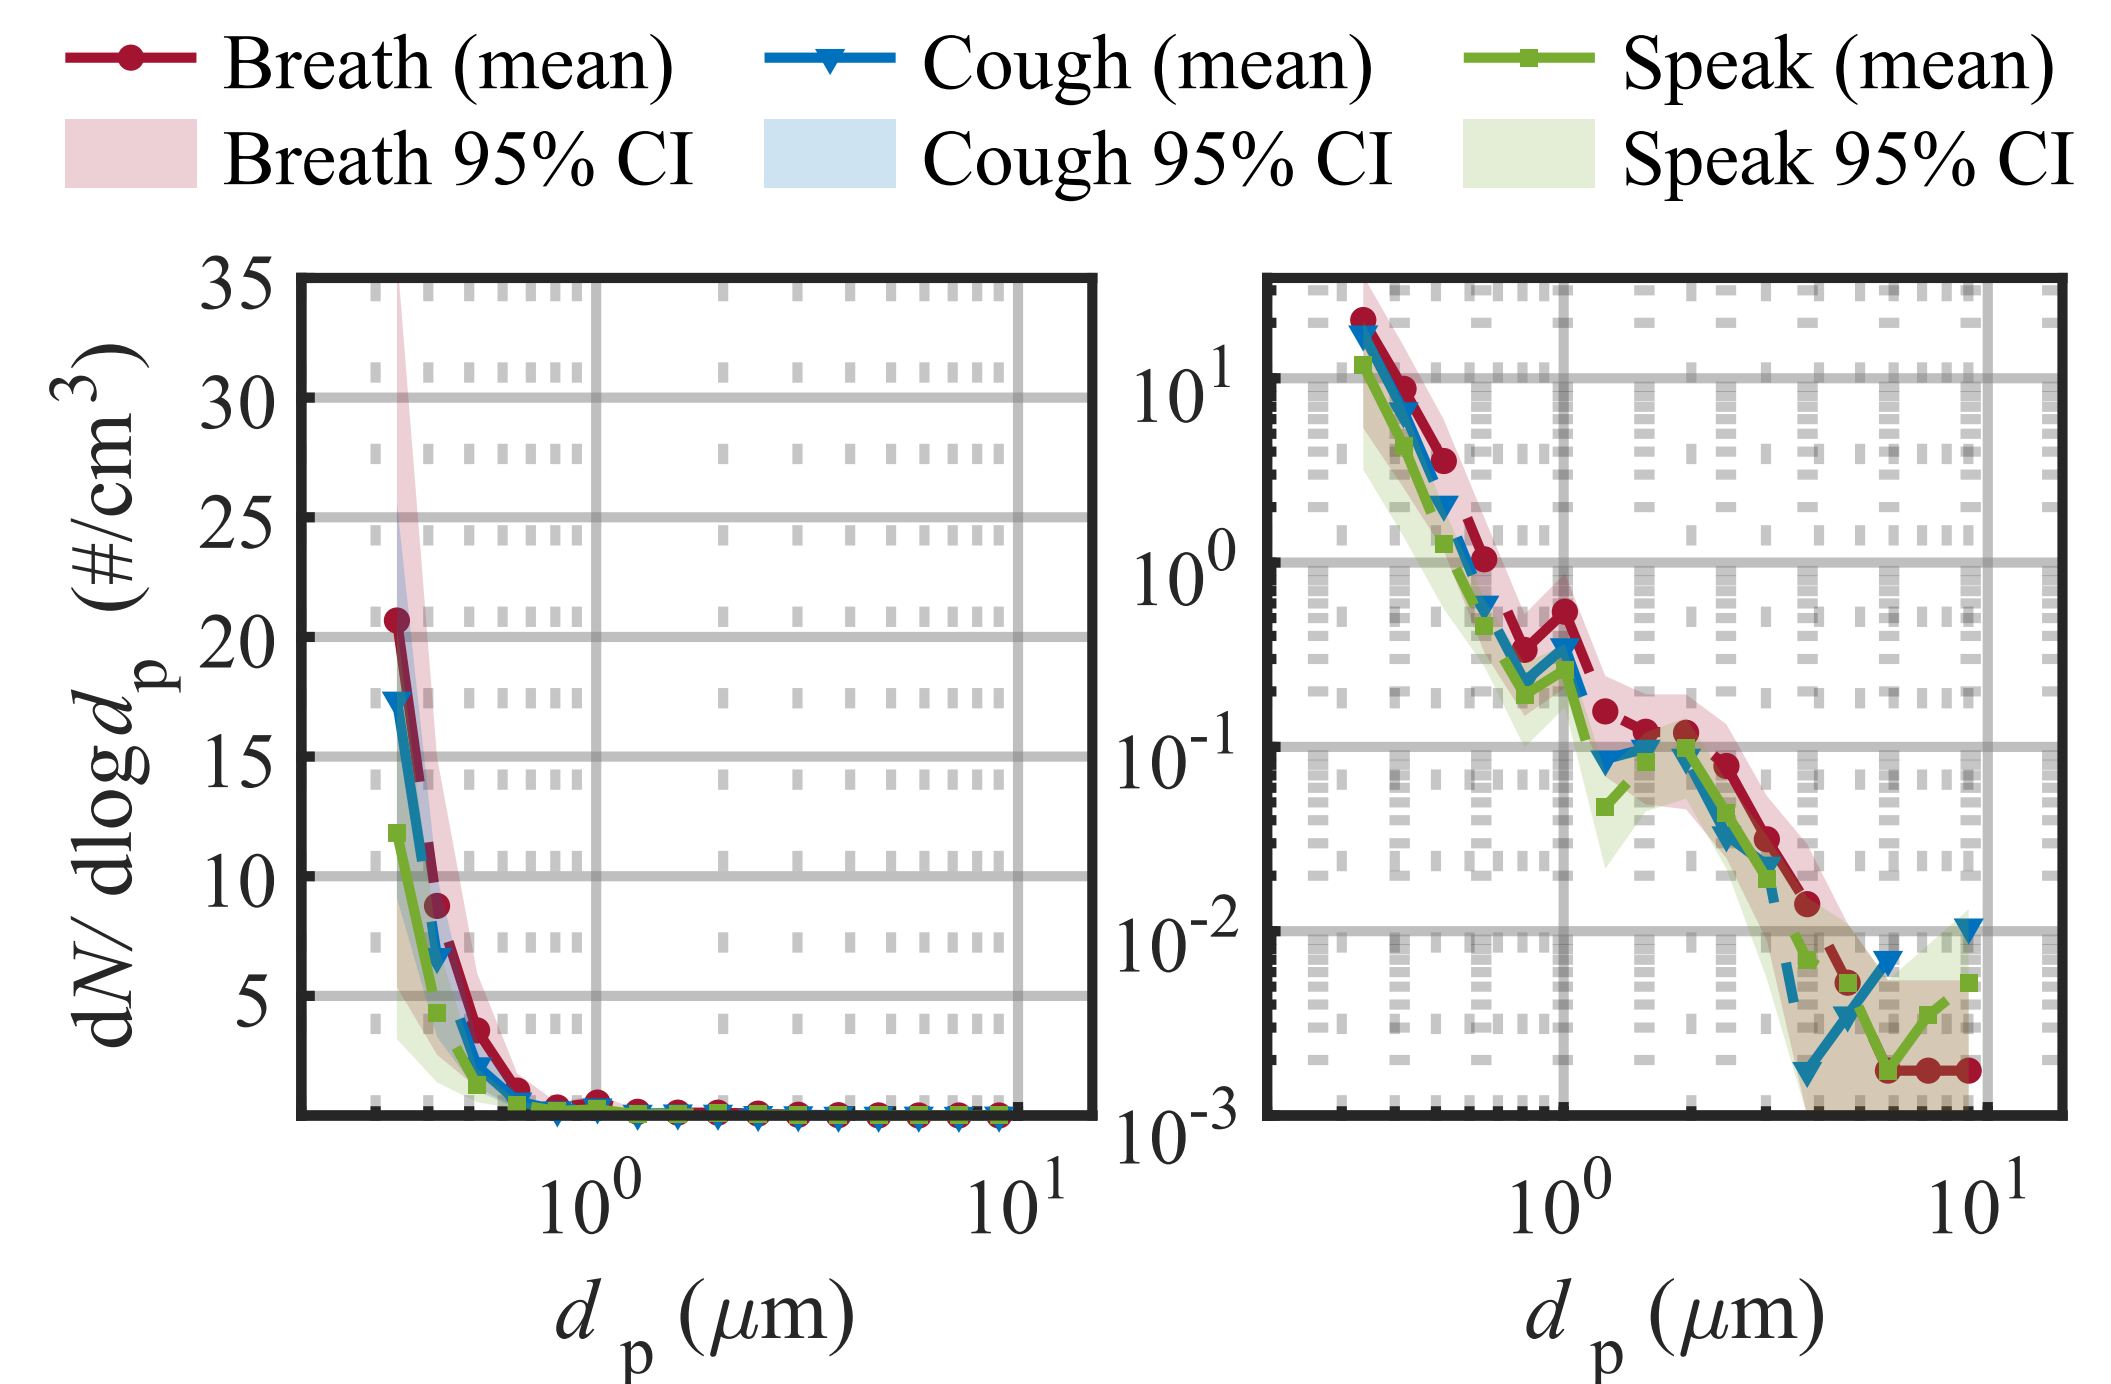 Breath (mean) Cough (mean) Speak (mean)
Breath 95% CI Cough 95% CI Speak 95% CI
dN/ dlogd_p (#/cm^3)
35
30
25
20
15
10
5
10^0 10^1
d_p (μm)
10^1
10^0
10^-1
10^-2
10^-3
10^0 10^1
d_p (μm)